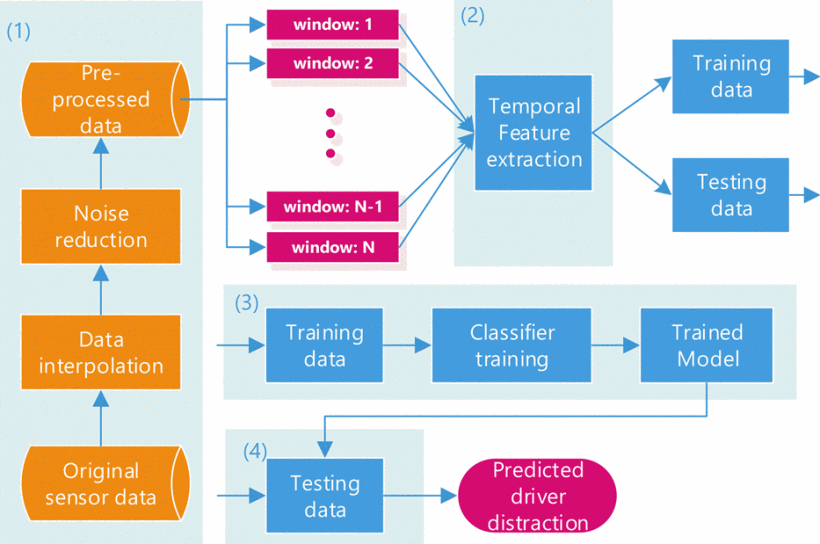 (1)
Pre-
processed
data
Noise
reduction
Data
interpolation
Original
sensor data
window: 1
window: 2
window: N-1
window: N
(2)
Temporal
Feature
extraction
Training
data
Testing
data
(3)
Training
data
Classifier
training
Trained
Model
(4)
Testing
data
Predicted
driver
distraction